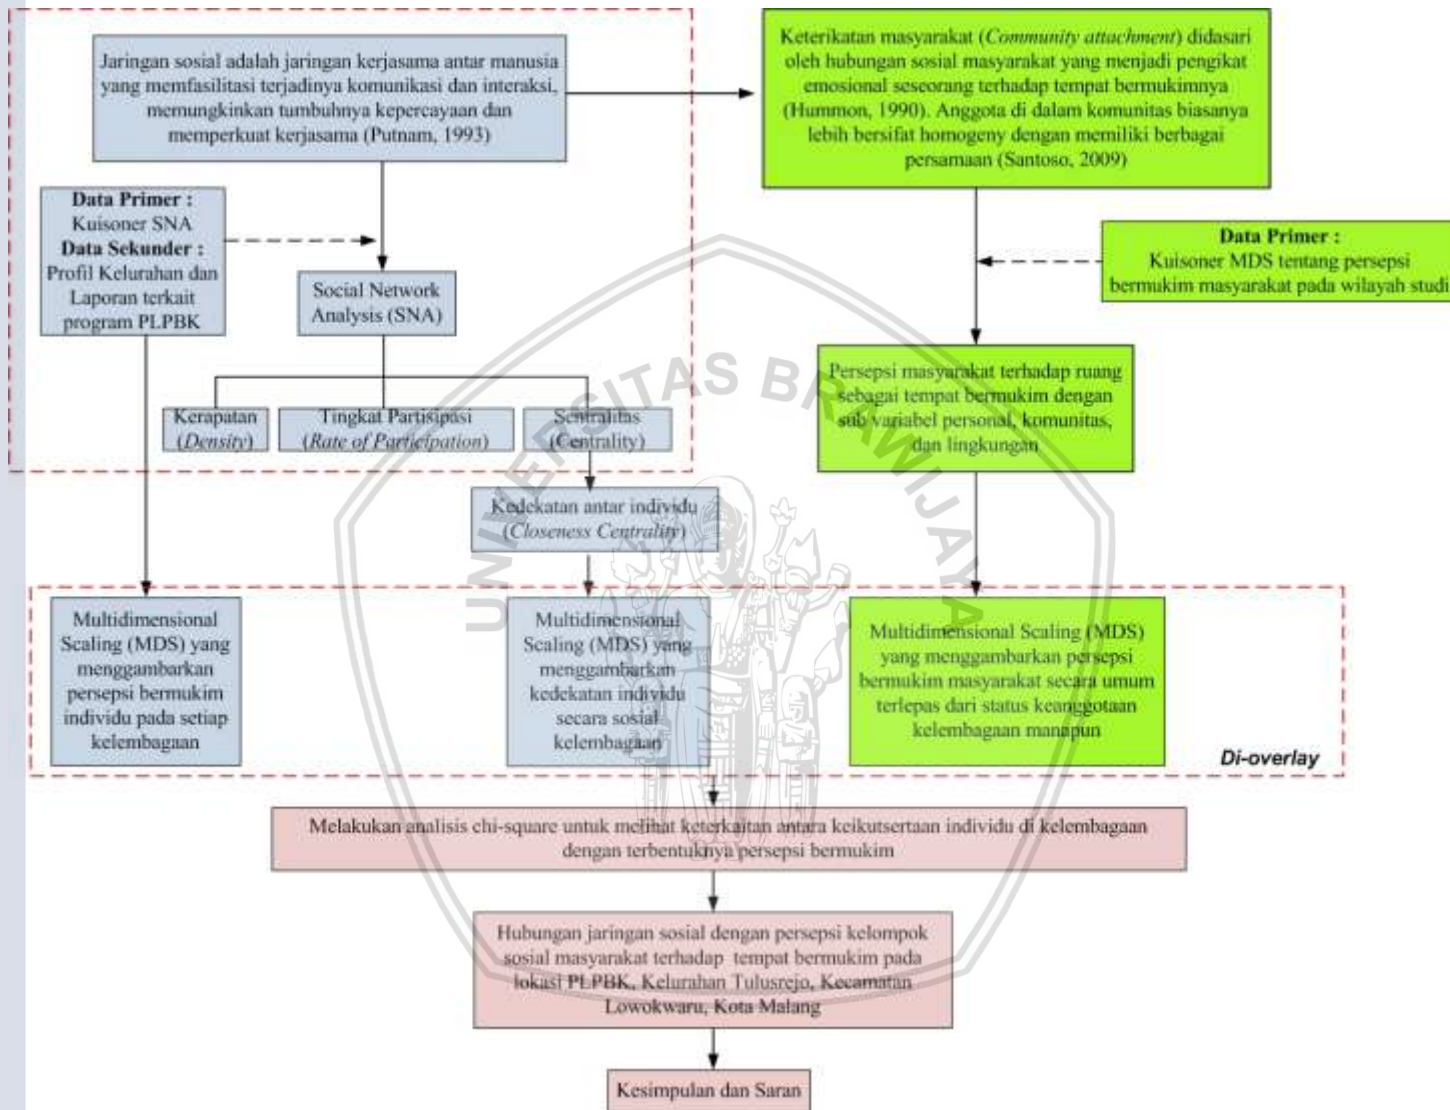 Jaringan sosial adalah jaringan kerjasama antar manusia
yang memfasilitasi terjadinya komunikasi dan interaksi,
memungkinkan tumbuhnya kepercayaan dan
memperkuat kerjasama (Putnam, 1993)
Keterikatan masyarakat (Community attachment) didasari
oleh hubungan sosial masyarakat yang menjadi pengikat
emosional seseorang terhadap tempat bermukimnya
(Hummon, 1990). Anggota di dalam komunitas biasanya
lebih bersifat homogeny dengan memiliki berbagai
persamaan (Santoso, 2009)
Data Primer :
Kuisoner SNA
Data Sekunder :
Profil Kelurahan dan
Laporan terkait
program PLPBK
Social Network
Analysis (SNA)
Data Primer :
Kuisoner MDS tentang persepsi
bermukim masyarakat pada wilayah studi
Kerapatan
(Density)
Tingkat Partisipasi
(Rate of Participation)
Sentralitas
(Centrality)
Persepsi masyarakat terhadap ruang
sebagai tempat bermukim dengan
sub variabel personal, komunitas,
dan lingkungan
Kedekatan antar individu
(Closeness Centrality)
Multidimensional
Scaling (MDS) yang
menggambarkan
persepsi bermukim
individu pada setiap
kelembagaan
Multidimensional
Scaling (MDS) yang
menggambarkan
kedekatan individu
secara sosial
kelembagaan
Multidimensional Scaling (MDS)
yang menggambarkan persepsi
bermukim masyarakat secara umum
terlepas dari status keanggotaan
kelembagaan manapun
Di-overlay
Melakukan analisis chi-square untuk melihat keterkaitan antara keikutsertaan individu di kelembagaan
dengan terbentuknya persepsi bermukim
Hubungan jaringan sosial dengan persepsi kelompok
sosial masyarakat terhadap tempat bermukim pada
lokasi PLPBK, Kelurahan Tulusrejo, Kecamatan
Lowokwaru, Kota Malang
Kesimpulan dan Saran
UNIVERSITAS BRAWIJAYA